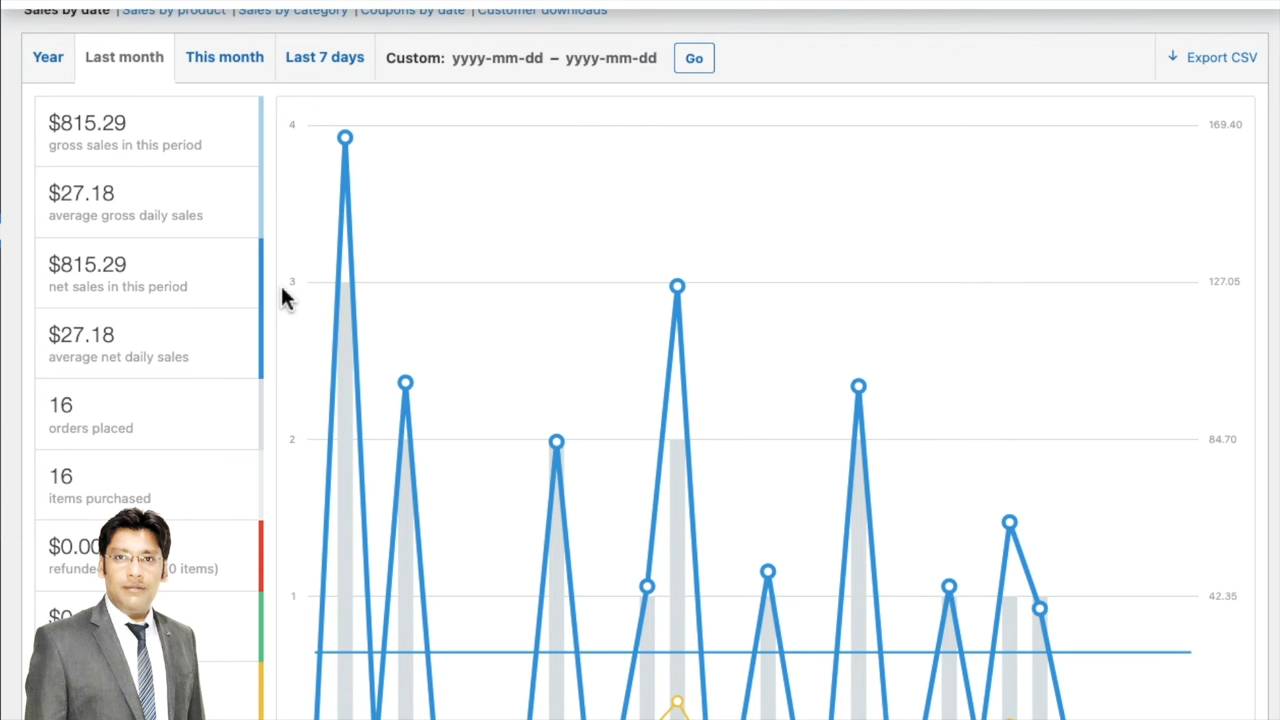 Sales by date | Sales by product | Sales by category | Coupons by date | Customer downloads
Year
Last month
This month
Last 7 days
Custom: yyyy-mm-dd – yyyy-mm-dd
Go
Export CSV
$815.29
gross sales in this period
$27.18
average gross daily sales
$815.29
net sales in this period
$27.18
average net daily sales
16
orders placed
16
items purchased
$0.00
0 items)
4
3
2
1
169.40
127.05
84.70
42.35